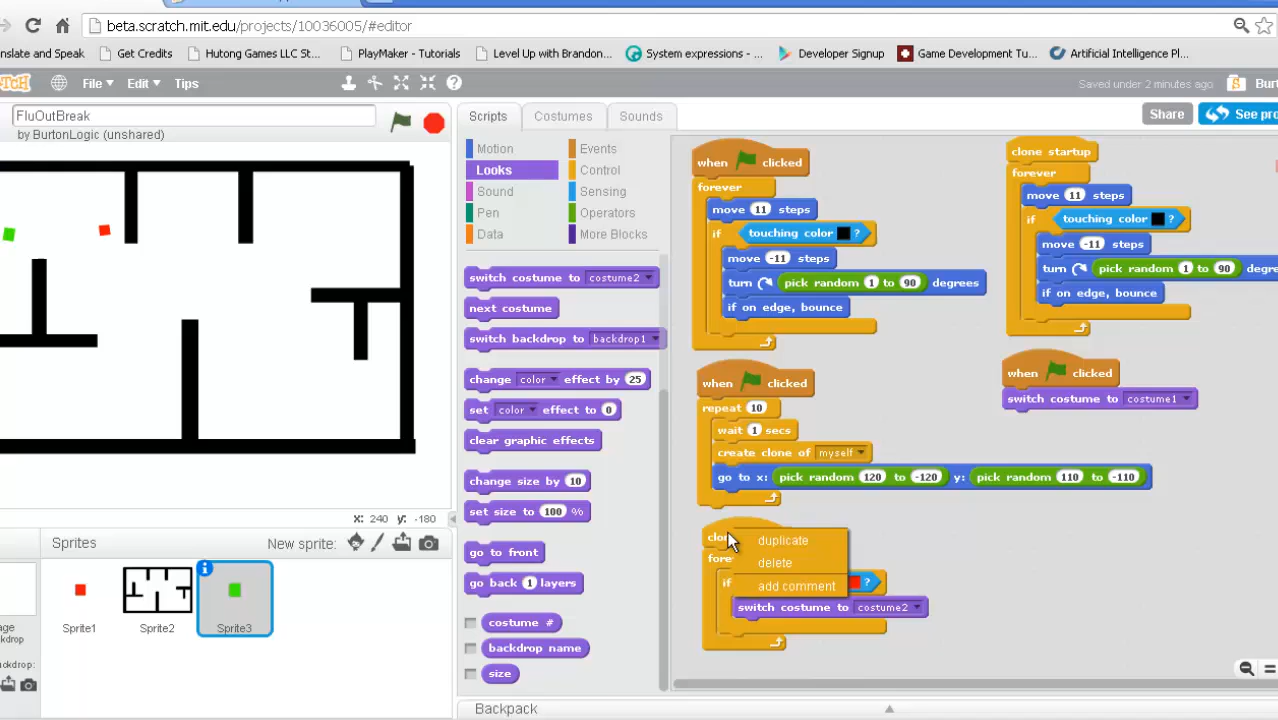 beta.scratch.mit.edu/projects/10036005/#editor
nslate and Speak Get Credits Hutong Games LLC St... PlayMaker - Tutorials Level Up with Brandon... System expressions - ... Developer Signup Game Development Tu... Artificial Intelligence Pl...
TCH File Edit Tips Saved under 2 minutes ago Burt
FluOutBreak
by BurtonLogic (unshared)
Share See pro
Scripts Costumes Sounds
Motion Events
Looks Control
Sound Sensing
Pen Operators
Data More Blocks
switch costume to costume2
next costume
switch backdrop to backdrop1
change color effect by 25
set color effect to 0
clear graphic effects
change size by 10
set size to 100 %
go to front
go back 1 layers
costume #
backdrop name
size
when clicked
forever
move 11 steps
if touching color ?
move -11 steps
turn pick random 1 to 90 degrees
if on edge, bounce
when clicked
repeat 10
wait 1 secs
create clone of myself
go to x: pick random 120 to -120 y: pick random 110 to -110
clo
fore
if ?
switch costume to costume2
duplicate
delete
add comment
clone startup
forever
move 11 steps
if touching color ?
move -11 steps
turn pick random 1 to 90 degre
if on edge, bounce
when clicked
switch costume to costume1
x: 240 y: -180
Sprites New sprite:
Sprite1 Sprite2 Sprite3
age
kdrop
ckdrop:
Backpack